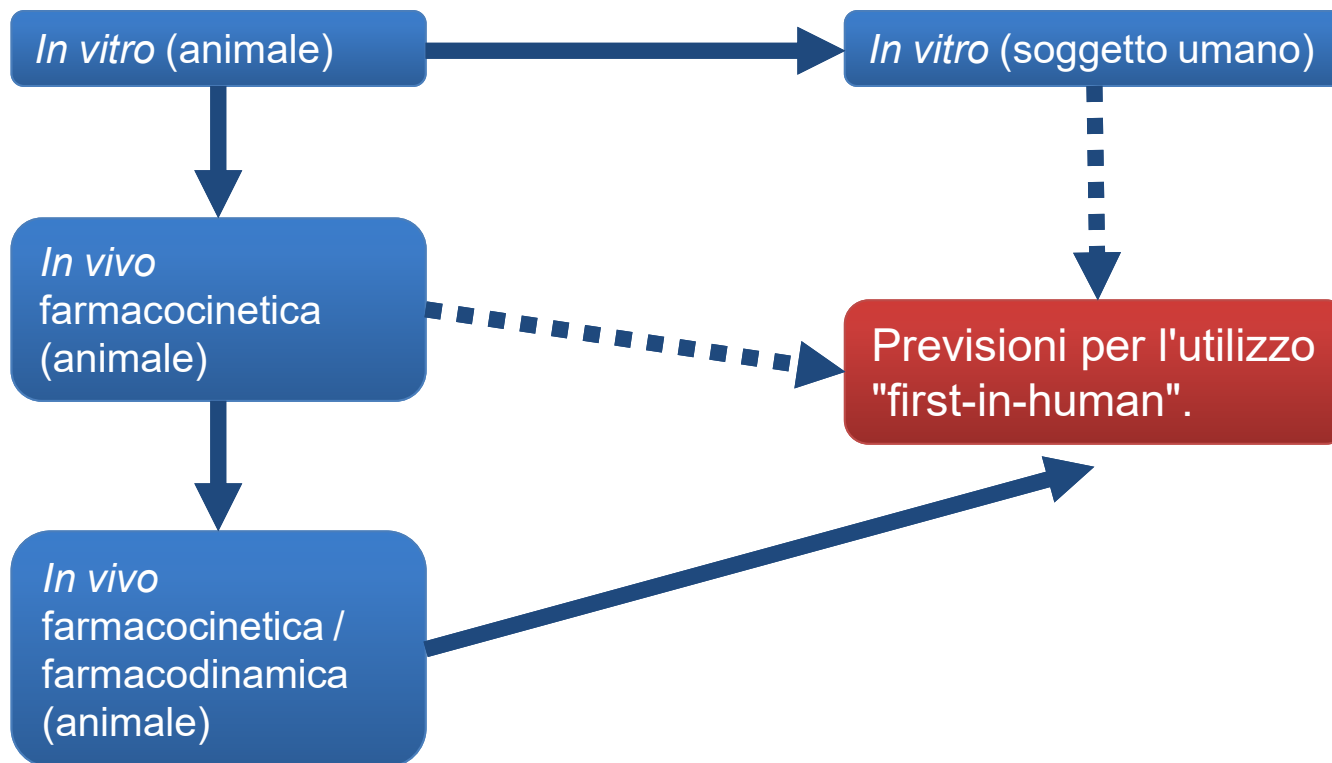 In vitro (animale)
In vitro (soggetto umano)
In vivo
farmacocinetica
(animale)
Previsioni per l'utilizzo
"first-in-human".
In vivo
farmacocinetica /
farmacodinamica
(animale)